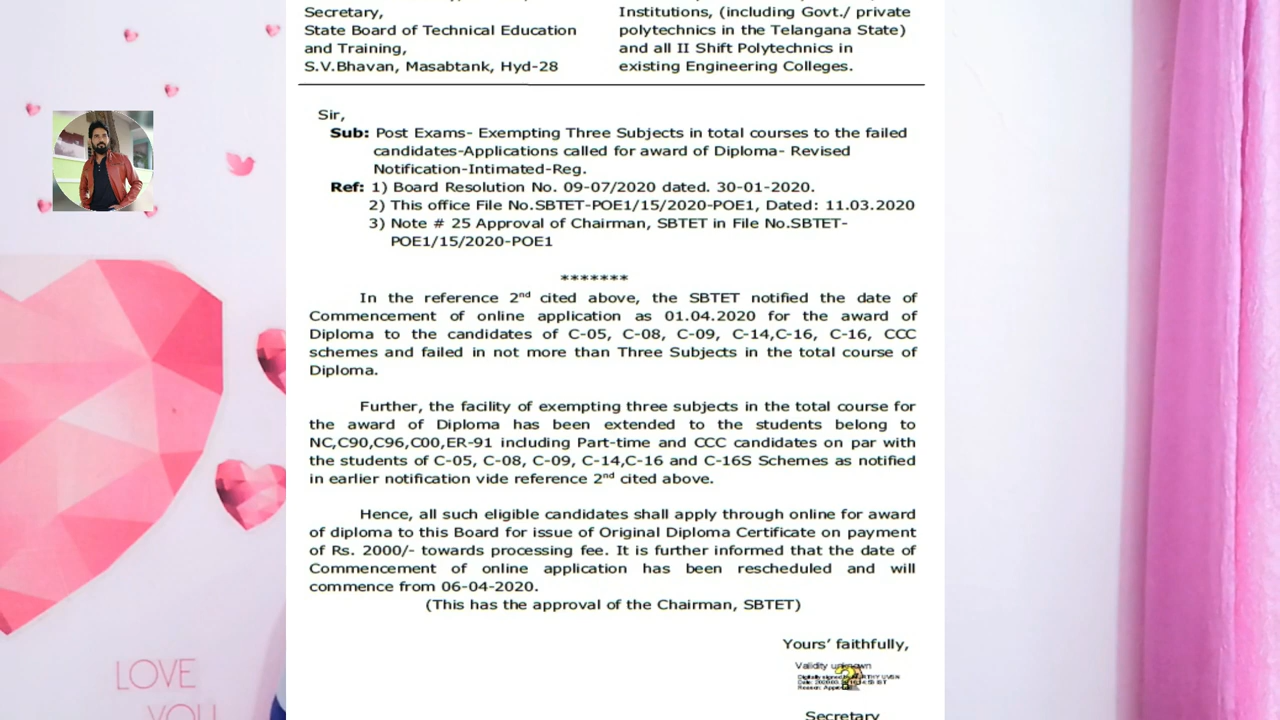 Secretary,
State Board of Technical Education
and Training,
S.V.Bhavan, Masabtank, Hyd-28
Institutions, (including Govt./ private
polytechnics in the Telangana State)
and all II Shift Polytechnics in
existing Engineering Colleges.
Sir,
Sub: Post Exams- Exempting Three Subjects in total courses to the failed
candidates-Applications called for award of Diploma- Revised
Notification-Intimated-Reg.
Ref: 1) Board Resolution No. 09-07/2020 dated. 30-01-2020.
2) This office File No.SBTET-POE1/15/2020-POE1, Dated: 11.03.2020
3) Note # 25 Approval of Chairman, SBTET in File No.SBTET-
POE1/15/2020-POE1
*******
In the reference 2nd cited above, the SBTET notified the date of
Commencement of online application as 01.04.2020 for the award of
Diploma to the candidates of C-05, C-08, C-09, C-14,C-16, C-16, CCC
schemes and failed in not more than Three Subjects in the total course of
Diploma.
Further, the facility of exempting three subjects in the total course for
the award of Diploma has been extended to the students belong to
NC,C90,C96,C00,ER-91 including Part-time and CCC candidates on par with
the students of C-05, C-08, C-09, C-14,C-16 and C-16S Schemes as notified
in earlier notification vide reference 2nd cited above.
Hence, all such eligible candidates shall apply through online for award
of diploma to this Board for issue of Original Diploma Certificate on payment
of Rs. 2000/- towards processing fee. It is further informed that the date of
Commencement of online application has been rescheduled and will
commence from 06-04-2020.
(This has the approval of the Chairman, SBTET)
Yours' faithfully,
Validity unknown
Digitally signed
Date:
Reason:
Secretary
LOVE
YOU